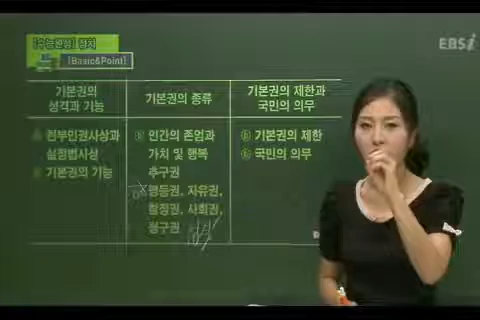 [수능완성] 정치
[Basic&Point]
EBSi
기본권의
성격과 기능
기본권의 종류
기본권의 제한과
국민의 의무
천부인권사상과
실정법사상
기본권의 기능
인간의 존엄과
가치 및 행복
추구권
평등권, 자유권,
참정권, 사회권,
청구권
기본권의 제한
국민의 의무
EBS